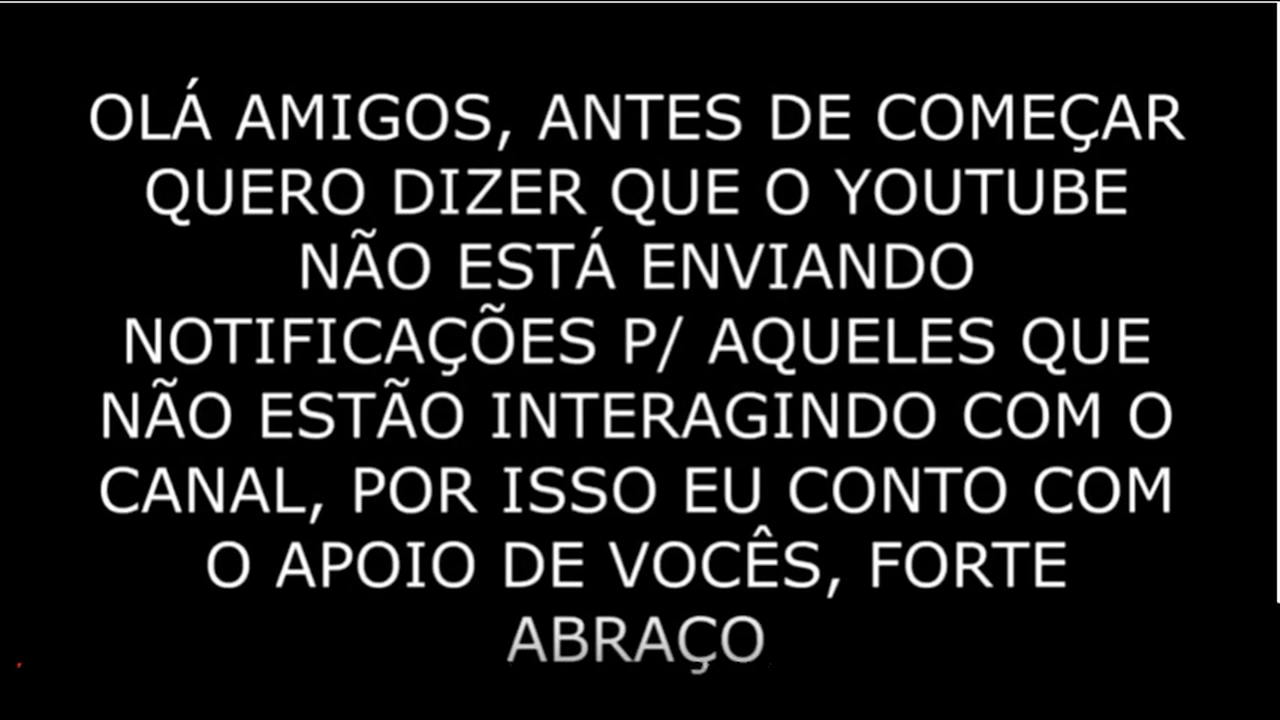 OLÁ AMIGOS, ANTES DE COMEÇAR
QUERO DIZER QUE O YOUTUBE
NÃO ESTÁ ENVIANDO
NOTIFICAÇÕES P/ AQUELES QUE
NÃO ESTÃO INTERAGINDO COM O
CANAL, POR ISSO EU CONTO COM
O APOIO DE VOCÊS, FORTE
ABRAÇO